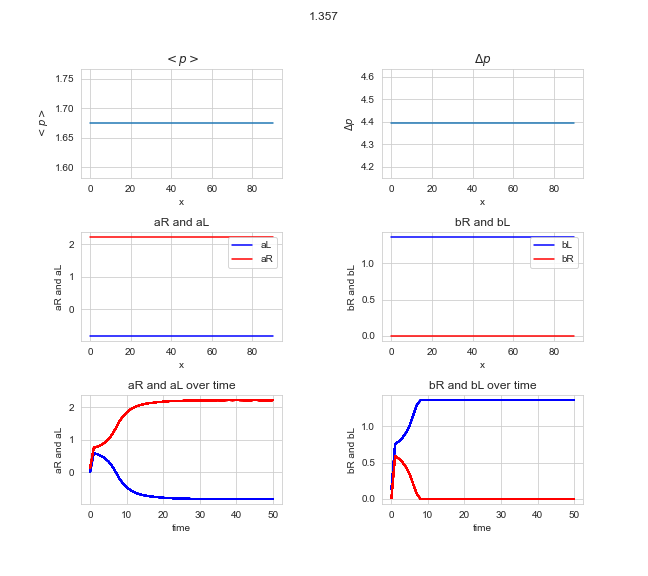 1.357
< p >
Δp
1.75
1.70
1.65
1.60
< p >
0 20 40 60 80
x
4.6
4.5
4.4
4.3
4.2
Δp
0 20 40 60 80
x
aR and aL
bR and bL
2
1
0
aR and aL
aL
aR
0 20 40 60 80
x
1.0
0.5
0.0
bR and bL
bL
bR
0 20 40 60 80
x
aR and aL over time
bR and bL over time
2
1
0
aR and aL
0 10 20 30 40 50
time
1.0
0.5
0.0
bR and bL
0 10 20 30 40 50
time